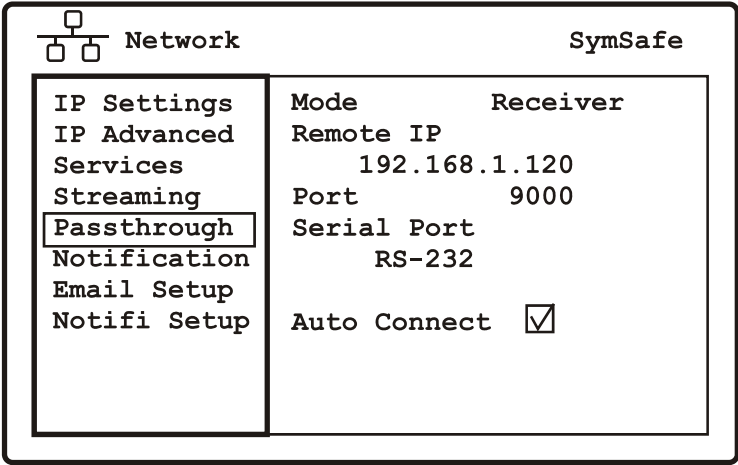 Network
SymSafe
IP Settings
IP Advanced
Services
Streaming
Passthrough
Notification
Email Setup
Notifi Setup
Mode Receiver
Remote IP
192.168.1.120
Port 9000
Serial Port
RS-232
Auto Connect